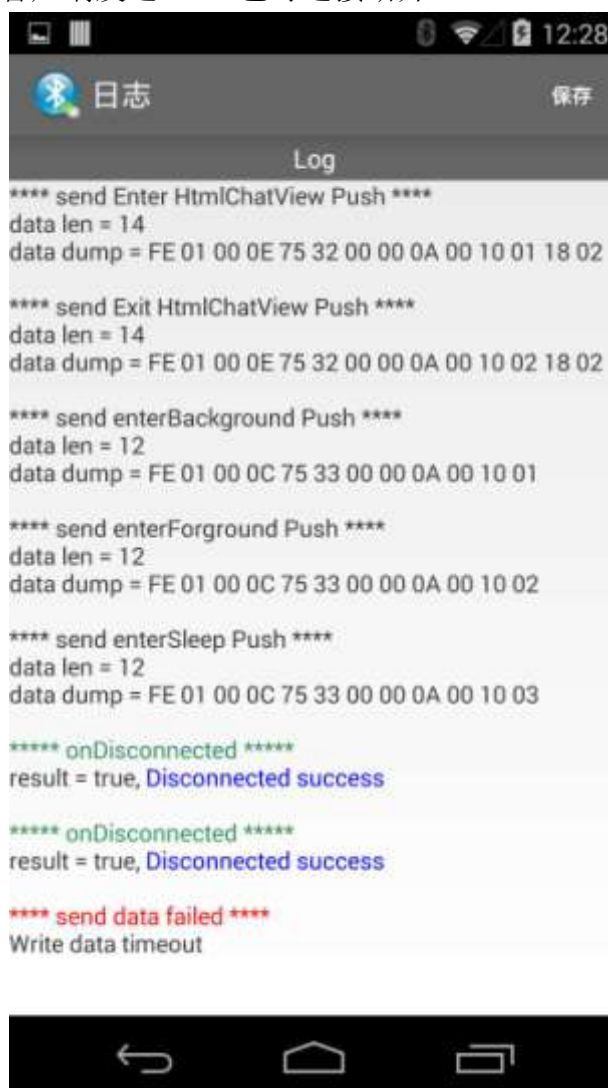 12:28
日志
保存
Log
**** send Enter HtmlChatView Push ****
data len = 14
data dump = FE 01 00 0E 75 32 00 00 0A 00 10 01 18 02
**** send Exit HtmlChatView Push ****
data len = 14
data dump = FE 01 00 0E 75 32 00 00 0A 00 10 02 18 02
**** send enterBackground Push ****
data len = 12
data dump = FE 01 00 0C 75 33 00 00 0A 00 10 01
**** send enterForground Push ****
data len = 12
data dump = FE 01 00 0C 75 33 00 00 0A 00 10 02
**** send enterSleep Push ****
data len = 12
data dump = FE 01 00 0C 75 33 00 00 0A 00 10 03
***** onDisconnected *****
result = true, Disconnected success
***** onDisconnected *****
result = true, Disconnected success
**** send data failed ****
Write data timeout